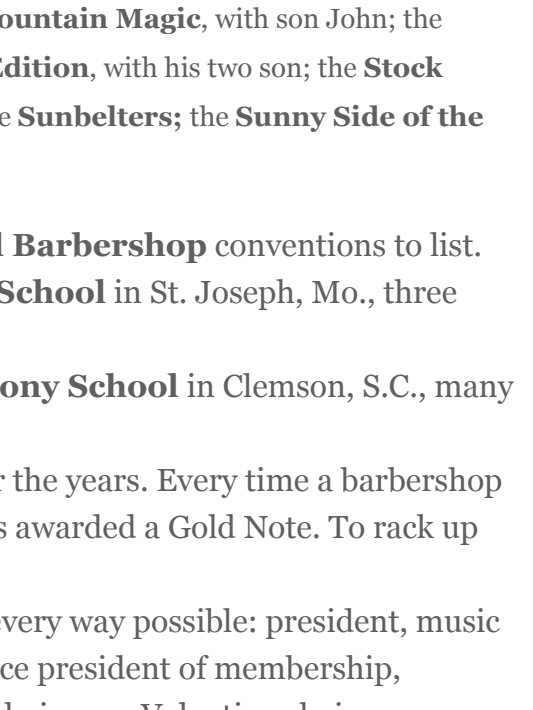 ountain Magic, with son John; the
Edition, with his two son; the Stock
e Sunbelters; the Sunny Side of the
l Barbershop conventions to list.
School in St. Joseph, Mo., three
ony School in Clemson, S.C., many
r the years. Every time a barbershop
s awarded a Gold Note. To rack up
every way possible: president, music
ce president of membership,